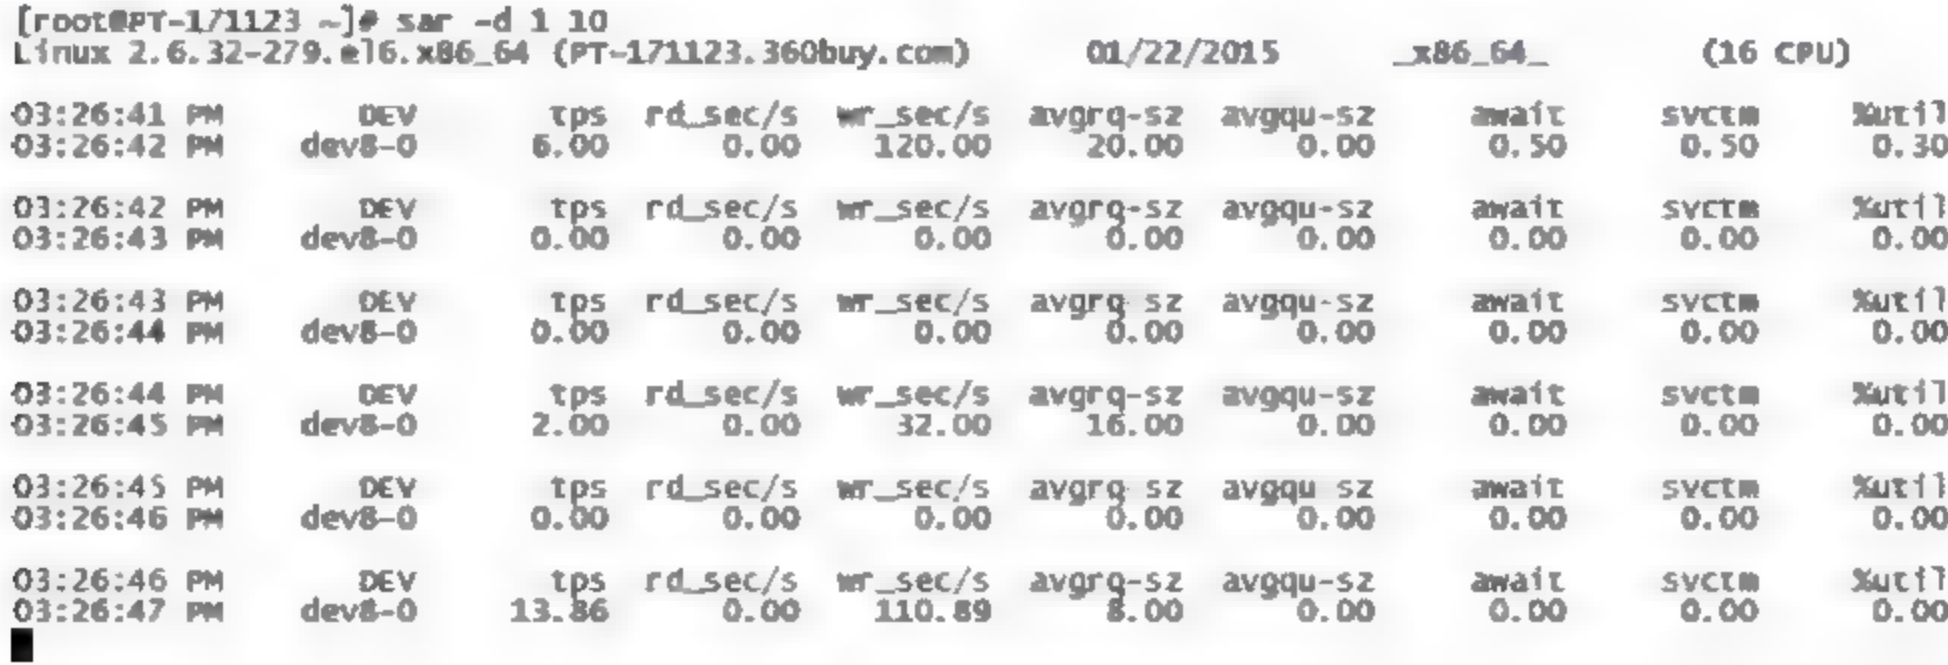 [root@PT-171123 ~]# sar -d 1 10
Linux 2.6.32-279.el6.x86_64 (PT-171123.360buy.com) 01/22/2015 _x86_64_ (16 CPU)
03:26:41 PM DEV tps rd_sec/s wr_sec/s avgrq-sz avgqu-sz await svctm %util
03:26:42 PM dev8-0 6.00 0.00 120.00 20.00 0.00 0.50 0.50 0.30
03:26:42 PM DEV tps rd_sec/s wr_sec/s avgrq-sz avgqu-sz await svctm %util
03:26:43 PM dev8-0 0.00 0.00 0.00 0.00 0.00 0.00 0.00 0.00
03:26:43 PM DEV tps rd_sec/s wr_sec/s avgrq-sz avgqu-sz await svctm %util
03:26:44 PM dev8-0 0.00 0.00 0.00 0.00 0.00 0.00 0.00 0.00
03:26:44 PM DEV tps rd_sec/s wr_sec/s avgrq-sz avgqu-sz await svctm %util
03:26:45 PM dev8-0 2.00 0.00 32.00 16.00 0.00 0.00 0.00 0.00
03:26:45 PM DEV tps rd_sec/s wr_sec/s avgrq-sz avgqu-sz await svctm %util
03:26:46 PM dev8-0 0.00 0.00 0.00 0.00 0.00 0.00 0.00 0.00
03:26:46 PM DEV tps rd_sec/s wr_sec/s avgrq-sz avgqu-sz await svctm %util
03:26:47 PM dev8-0 13.86 0.00 110.89 8.00 0.00 0.00 0.00 0.00